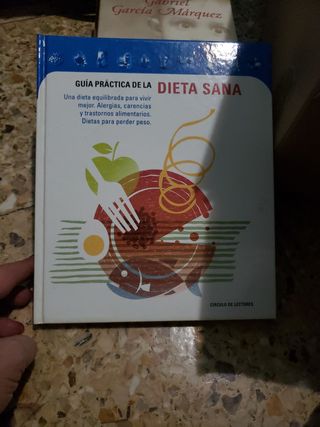 Gabriel
García Márquez
GUÍA PRÁCTICA DE LA DIETA SANA
Una dieta equilibrada para vivir
mejor. Alergias, carencias
y trastornos alimentarios.
Dietas para perder peso.
CÍRCULO DE LECTORES